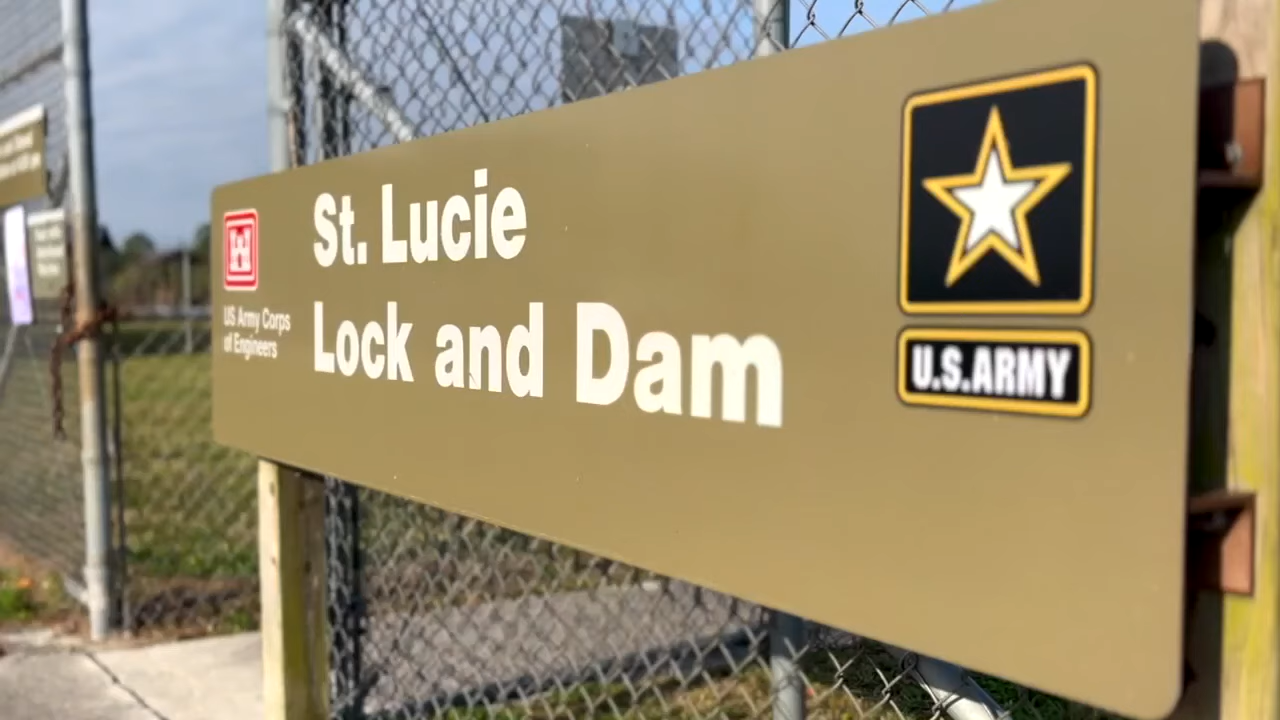 St. Lucie
Lock and Dam
US Army Corps
of Engineers
U.S.ARMY